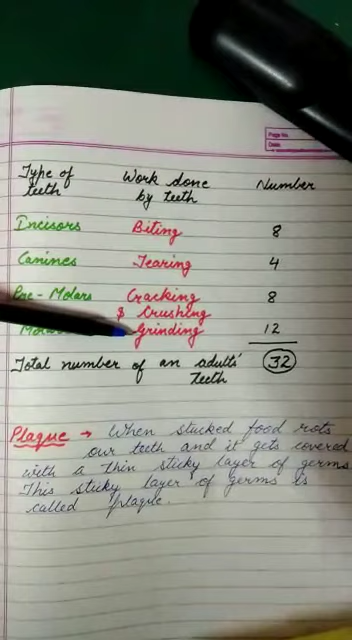 Page No.
Date:
Type of teeth Work done by teeth Number
Incisors Biting 8
Canines Tearing 4
Pre-Molars Cracking 8
$ Crushing
Grinding 12
Total number of an adults' teeth 32
Plaque → When stucked food rots
our teeth and it gets covered
with a thin sticky layer of germs
This sticky layer of germs is
called 'plaque.